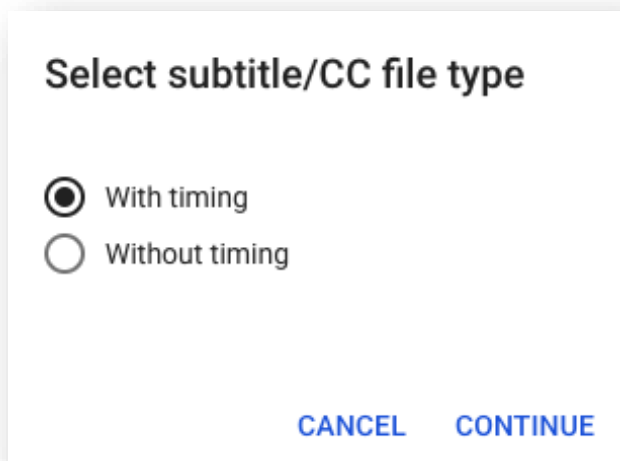 Select subtitle/CC file type
With timing
Without timing
CANCEL CONTINUE